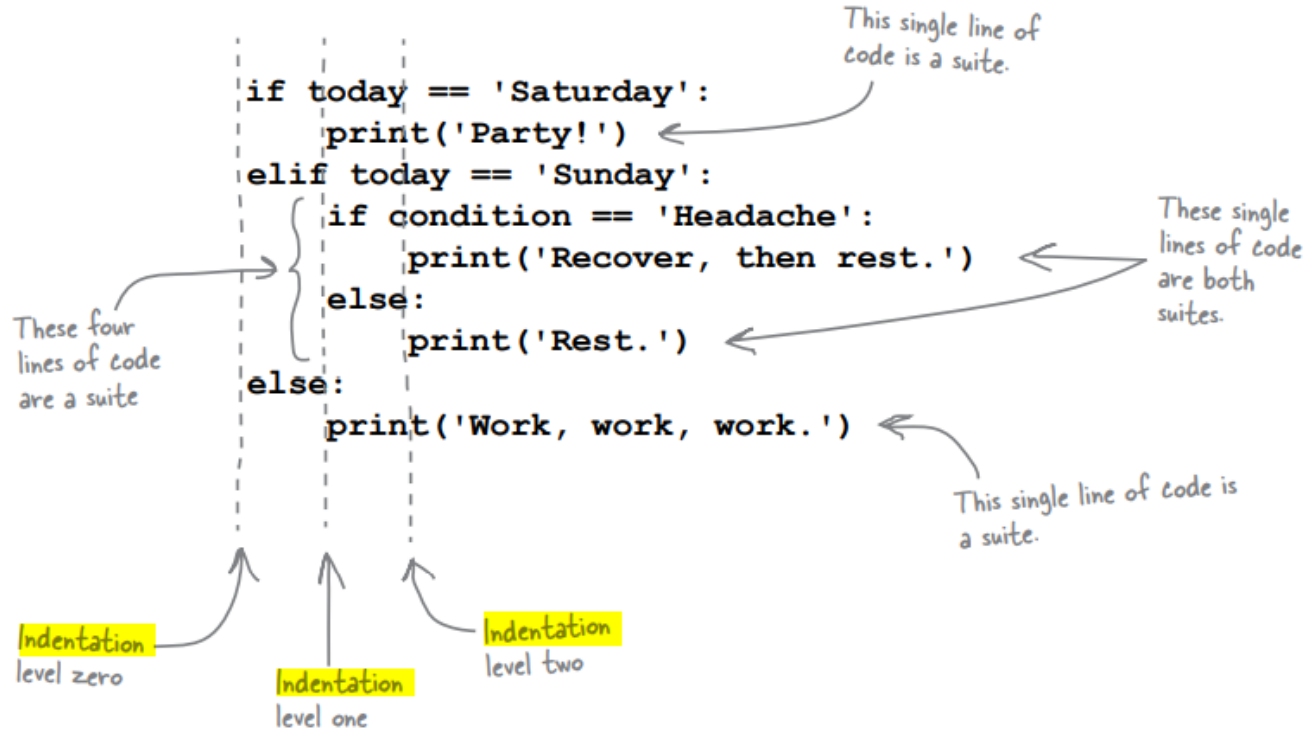 This single line of
code is a suite.
if today == 'Saturday':
    print('Party!')
elif today == 'Sunday':
    if condition == 'Headache':
        print('Recover, then rest.')
    else:
        print('Rest.')
else:
    print('Work, work, work.')
These single
lines of code
are both
suites.
These four
lines of code
are a suite
This single line of code is
a suite.
Indentation
level zero
Indentation
level one
Indentation
level two